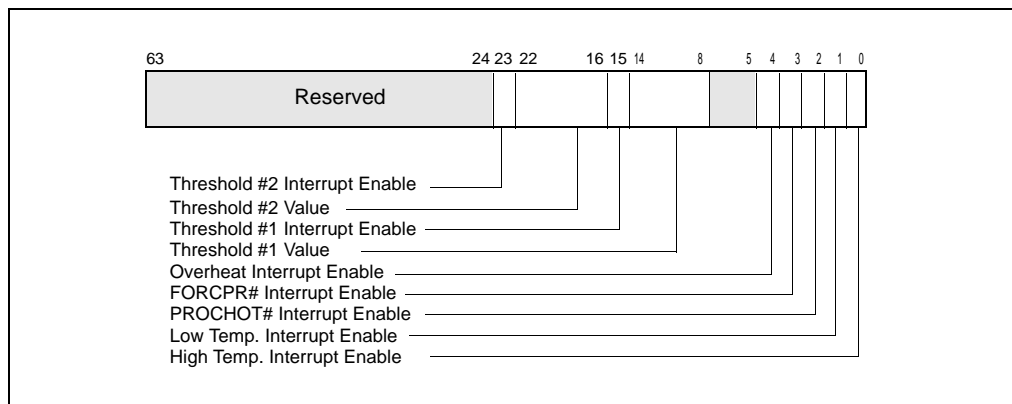 63 24 23 22 16 15 14 8 5 4 3 2 1 0
Reserved
Threshold #2 Interrupt Enable
Threshold #2 Value
Threshold #1 Interrupt Enable
Threshold #1 Value
Overheat Interrupt Enable
FORCPR# Interrupt Enable
PROCHOT# Interrupt Enable
Low Temp. Interrupt Enable
High Temp. Interrupt Enable